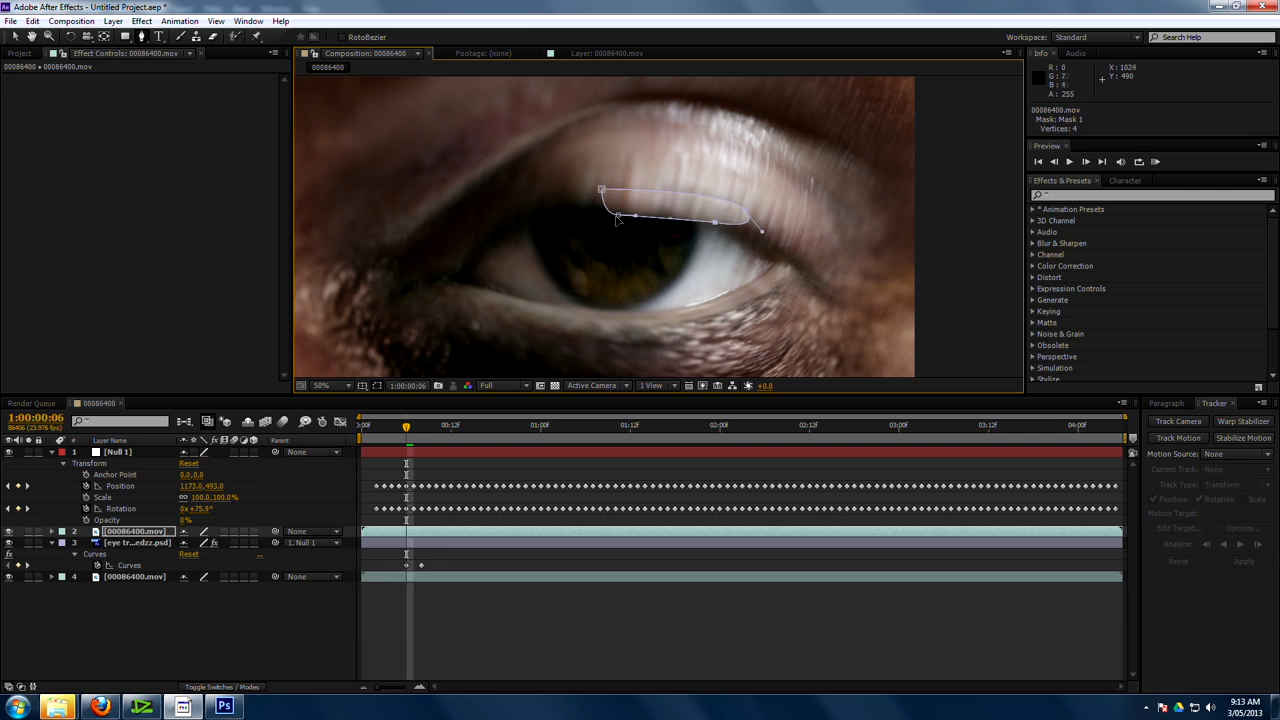 Adobe After Effects - Untitled Project.aep *
File Edit Composition Layer Effect Animation View Window Help
RotoBezier
Workspace: Standard
Search Help
Project Effect Controls: 00086400.mov
Composition: 00086400 Footage: (none) Layer: 00086400.mov
Info Audio
00086400 • 00086400.mov
00086400
R: 0
X: 1024
Y: 490
A: 255
00086400.mov
Mask: Mask 1
Vertices: 4
Preview
Effects & Presets Character
* Animation Presets
3D Channel
Audio
Blur & Sharpen
Channel
Color Correction
Distort
Expression Controls
Generate
Keying
Matte
Noise & Grain
Obsolete
Perspective
Simulation
Stylize
50% 1:00:00:06 Full Active Camera 1 View +0.0
Render Queue 00086400
Paragraph Tracker
1:00:00:06
86406 (23.976 fps)
00:12f 01:00f 01:12f 02:00f 02:12f 03:00f 03:12f 04:00f
Track Camera Warp Stabilizer
Track Motion Stabilize Motion
# Layer Name Parent
Motion Source: None
1 [Null 1] None
Current Track: None
Transform Reset
Track Type: Transform
Anchor Point 0.0,0.0
Position 1173.0,493.0
Position Rotation Scale
Scale 100.0,100.0%
Motion Target:
Rotation 0x+75.9°
Opacity 0%
Edit Target... Options...
2 [00086400.mov] None
3 [eye tr...edzz.psd] 1. Null 1
Analyze:
Curves Reset ...
Reset Apply
Curves
4 [00086400.mov] None
Toggle Switches / Modes
9:13 AM
3/05/2013